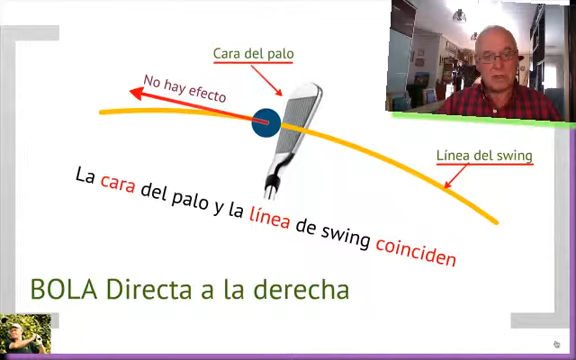 Cara del palo
No hay efecto
Línea del swing
La cara del palo y la línea de swing coinciden
BOLA Directa a la derecha